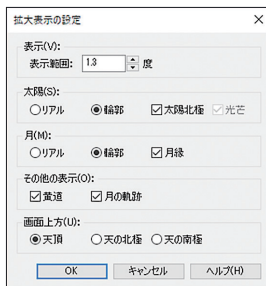 拡大表示の設定
表示(V):
表示範囲: 1.3 度
太陽(S):
リアル 輪郭 太陽北極 光芒
月(M):
リアル 輪郭 月縁
その他の表示(O):
黄道 月の軌跡
画面上方(U):
天頂 天の北極 天の南極
OK キャンセル ヘルプ(H)